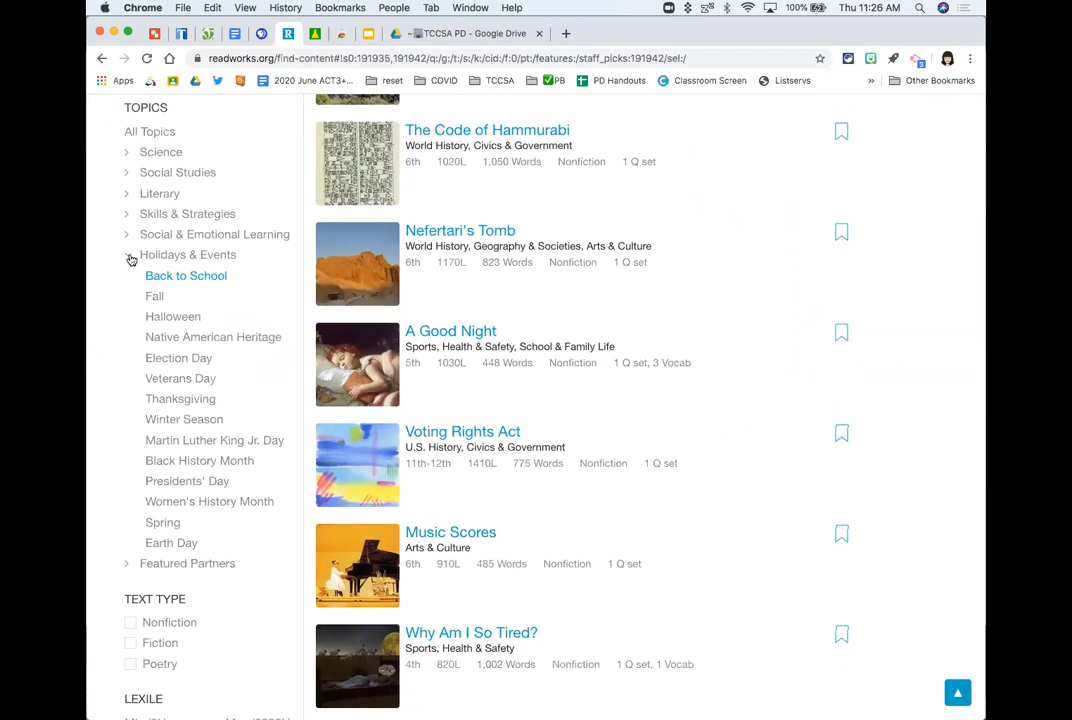 Chrome File Edit View History Bookmarks People Tab Window Help 100% Thu 11:26 AM
TCCSA PD - Google Drive
readworks.org/find-content#!s0:191935,191942/q:/g:/t:/s:/k:/cid:/f:0/pt:/features:/staff_picks:191942/sel:/
Apps 2020 June ACT3+... reset COVID TCCSA PB PD Handouts Classroom Screen Listservs » Other Bookmarks
TOPICS
All Topics
Science
Social Studies
Literary
Skills & Strategies
Social & Emotional Learning
Holidays & Events
Back to School
Fall
Halloween
Native American Heritage
Election Day
Veterans Day
Thanksgiving
Winter Season
Martin Luther King Jr. Day
Black History Month
Presidents' Day
Women's History Month
Spring
Earth Day
Featured Partners
TEXT TYPE
Nonfiction
Fiction
Poetry
LEXILE
The Code of Hammurabi
World History, Civics & Government
6th 1020L 1,050 Words Nonfiction 1 Q set
Nefertari's Tomb
World History, Geography & Societies, Arts & Culture
6th 1170L 823 Words Nonfiction 1 Q set
A Good Night
Sports, Health & Safety, School & Family Life
5th 1030L 448 Words Nonfiction 1 Q set, 3 Vocab
Voting Rights Act
U.S. History, Civics & Government
11th-12th 1410L 775 Words Nonfiction 1 Q set
Music Scores
Arts & Culture
6th 910L 485 Words Nonfiction 1 Q set
Why Am I So Tired?
Sports, Health & Safety
4th 820L 1,002 Words Nonfiction 1 Q set, 1 Vocab